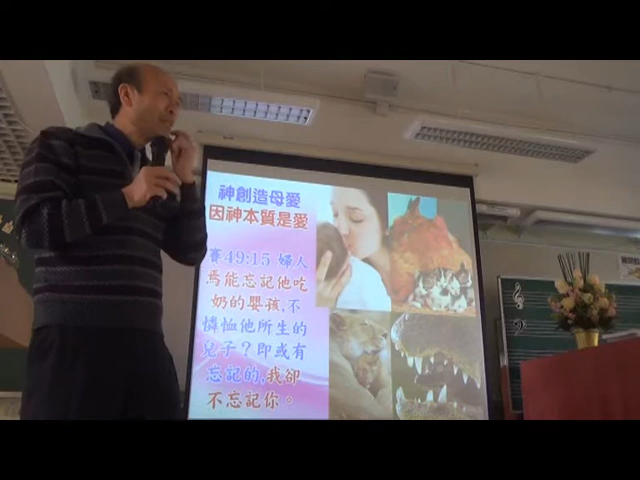 神創造母愛
因神本質是愛
賽49:15 婦人
焉能忘記他吃
奶的嬰孩,不
憐恤他所生的
兒子？即或有
忘記的,我卻
不忘記你。